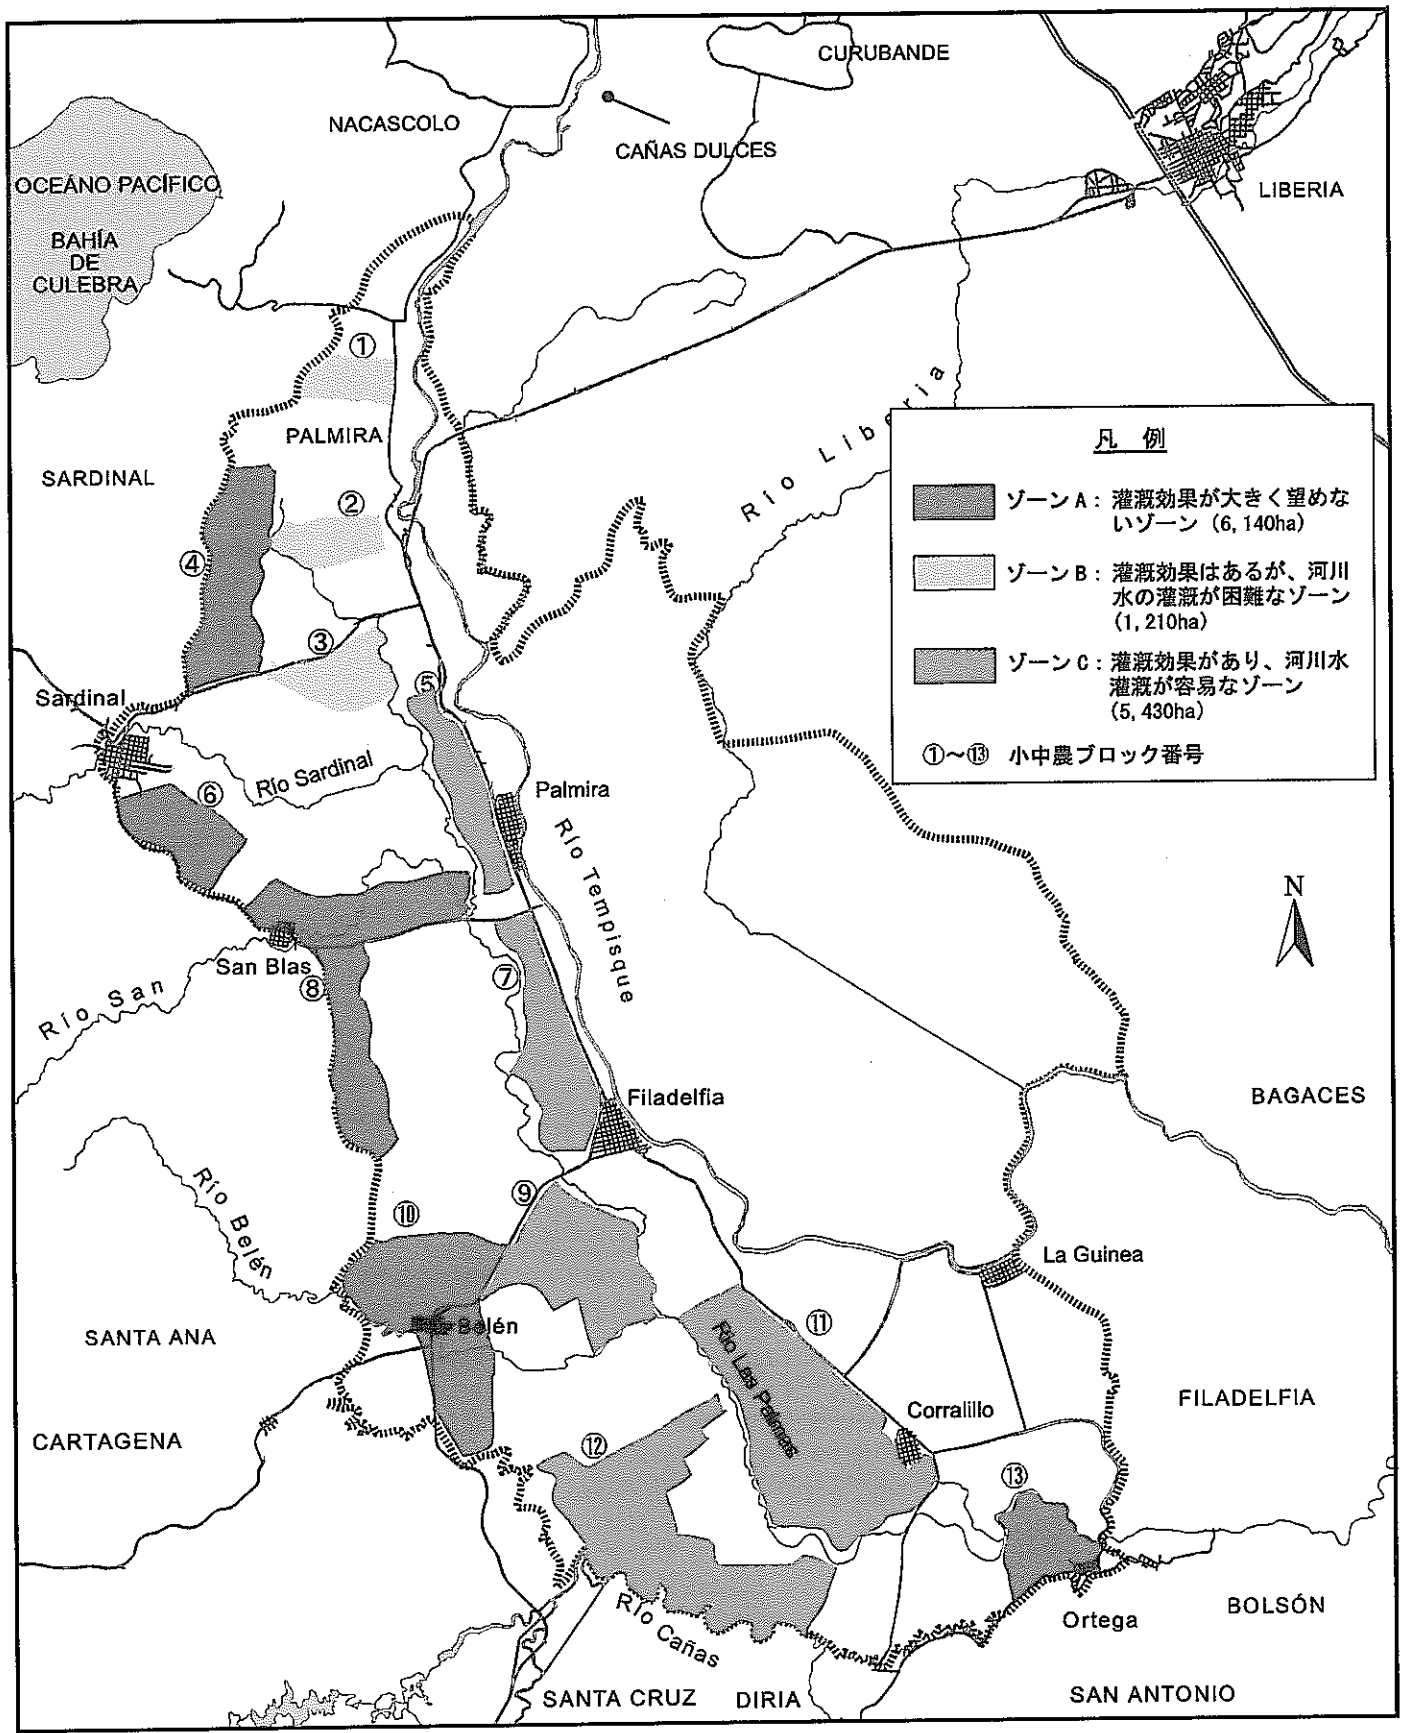 CURUBANDE
NACASCOLO
CAÑAS DULCES
OCEÁNO PACÍFICO
LIBERIA
BAHÍA
DE
CULEBRA
①
Río Liberia
凡 例
PALMIRA
SARDINAL
ゾーンA: 灌漑効果が大きく望めな
いゾーン (6,140ha)
②
④
ゾーンB: 灌漑効果はあるが、河川
水の灌漑が困難なゾーン
(1,210ha)
③
ゾーンC: 灌漑効果があり、河川水
灌漑が容易なゾーン
(5,430ha)
⑤
Sardinal
①~⑬ 小中農ブロック番号
Río Sardinal
⑥
Palmira
Río Tempisque
N
San Blas
⑦
⑧
Río San
Filadelfia
BAGACES
Río Belén
⑨
⑩
La Guinea
SANTA ANA
Belén
⑪
Río Las Palmas
FILADELFIA
Corralillo
CARTAGENA
⑫
⑬
Río Cañas
Ortega
BOLSÓN
SANTA CRUZ
DIRIA
SAN ANTONIO